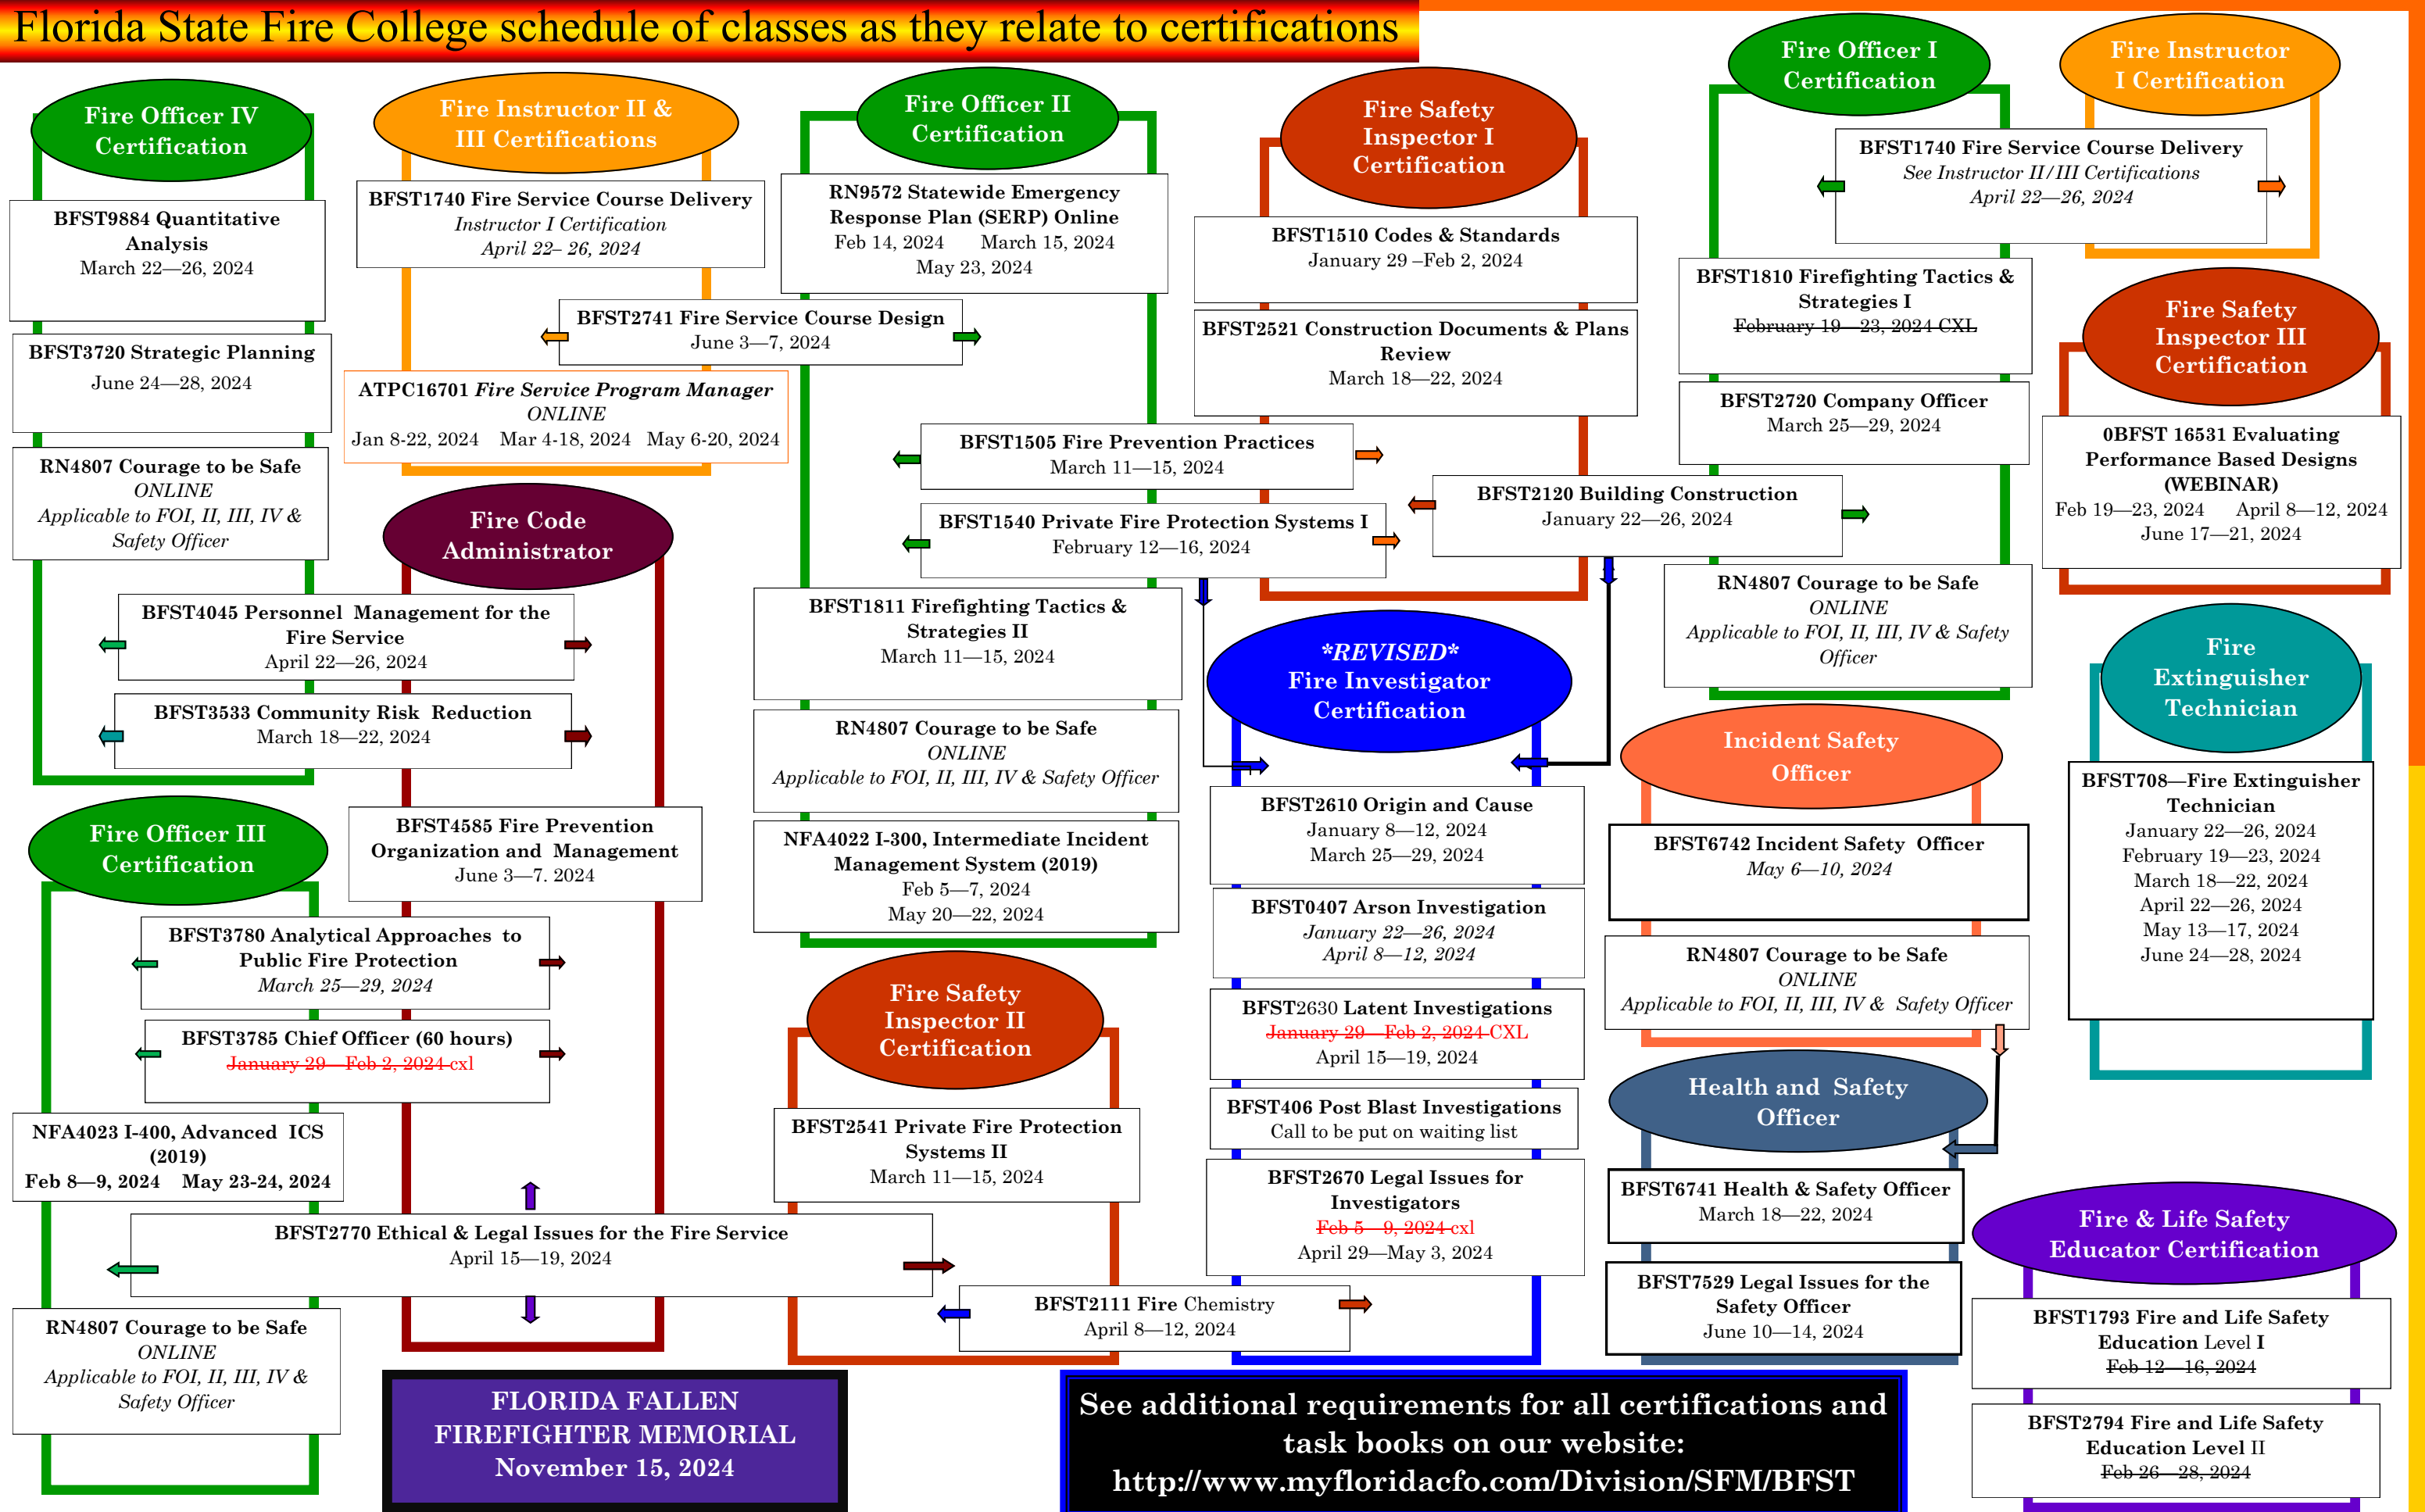 Florida State Fire College schedule of classes as they relate to certifications
Fire Officer IV
Certification
BFST9884 Quantitative
Analysis
March 22—26, 2024
BFST3720 Strategic Planning
June 24—28, 2024
RN4807 Courage to be Safe
ONLINE
Applicable to FOI, II, III, IV &
Safety Officer
BFST4045 Personnel Management for the
Fire Service
April 22—26, 2024
BFST3533 Community Risk Reduction
March 18—22, 2024
Fire Officer III
Certification
BFST3780 Analytical Approaches to
Public Fire Protection
March 25—29, 2024
BFST3785 Chief Officer (60 hours)
January 29—Feb 2, 2024 cxl
NFA4023 I-400, Advanced ICS
(2019)
Feb 8—9, 2024 May 23-24, 2024
BFST2770 Ethical & Legal Issues for the Fire Service
April 15—19, 2024
RN4807 Courage to be Safe
ONLINE
Applicable to FOI, II, III, IV &
Safety Officer
Fire Instructor II &
III Certifications
BFST1740 Fire Service Course Delivery
Instructor I Certification
April 22– 26, 2024
BFST2741 Fire Service Course Design
June 3—7, 2024
ATPC16701 Fire Service Program Manager
ONLINE
Jan 8-22, 2024 Mar 4-18, 2024 May 6-20, 2024
Fire Code
Administrator
BFST4585 Fire Prevention
Organization and Management
June 3—7. 2024
FLORIDA FALLEN
FIREFIGHTER MEMORIAL
November 15, 2024
Fire Officer II
Certification
RN9572 Statewide Emergency
Response Plan (SERP) Online
Feb 14, 2024 March 15, 2024
May 23, 2024
BFST1505 Fire Prevention Practices
March 11—15, 2024
BFST1540 Private Fire Protection Systems I
February 12—16, 2024
BFST1811 Firefighting Tactics &
Strategies II
March 11—15, 2024
RN4807 Courage to be Safe
ONLINE
Applicable to FOI, II, III, IV & Safety Officer
NFA4022 I-300, Intermediate Incident
Management System (2019)
Feb 5—7, 2024
May 20—22, 2024
Fire Safety
Inspector II
Certification
BFST2541 Private Fire Protection
Systems II
March 11—15, 2024
BFST2111 Fire Chemistry
April 8—12, 2024
Fire Safety
Inspector I
Certification
BFST1510 Codes & Standards
January 29 –Feb 2, 2024
BFST2521 Construction Documents & Plans
Review
March 18—22, 2024
BFST2120 Building Construction
January 22—26, 2024
*REVISED*
Fire Investigator
Certification
BFST2610 Origin and Cause
January 8—12, 2024
March 25—29, 2024
BFST0407 Arson Investigation
January 22—26, 2024
April 8—12, 2024
BFST2630 Latent Investigations
January 29—Feb 2, 2024 CXL
April 15—19, 2024
BFST406 Post Blast Investigations
Call to be put on waiting list
BFST2670 Legal Issues for
Investigators
Feb 5—9, 2024 cxl
April 29—May 3, 2024
See additional requirements for all certifications and
task books on our website:
http://www.myfloridacfo.com/Division/SFM/BFST
Fire Officer I
Certification
BFST1740 Fire Service Course Delivery
See Instructor II/III Certifications
April 22—26, 2024
BFST1810 Firefighting Tactics &
Strategies I
February 19—23, 2024 CXL
BFST2720 Company Officer
March 25—29, 2024
RN4807 Courage to be Safe
ONLINE
Applicable to FOI, II, III, IV & Safety
Officer
Incident Safety
Officer
BFST6742 Incident Safety Officer
May 6—10, 2024
RN4807 Courage to be Safe
ONLINE
Applicable to FOI, II, III, IV & Safety Officer
Health and Safety
Officer
BFST6741 Health & Safety Officer
March 18—22, 2024
BFST7529 Legal Issues for the
Safety Officer
June 10—14, 2024
Fire Instructor
I Certification
Fire Safety
Inspector III
Certification
0BFST 16531 Evaluating
Performance Based Designs
(WEBINAR)
Feb 19—23, 2024 April 8—12, 2024
June 17—21, 2024
Fire
Extinguisher
Technician
BFST708—Fire Extinguisher
Technician
January 22—26, 2024
February 19—23, 2024
March 18—22, 2024
April 22—26, 2024
May 13—17, 2024
June 24—28, 2024
Fire & Life Safety
Educator Certification
BFST1793 Fire and Life Safety
Education Level I
Feb 12—16, 2024
BFST2794 Fire and Life Safety
Education Level II
Feb 26—28, 2024